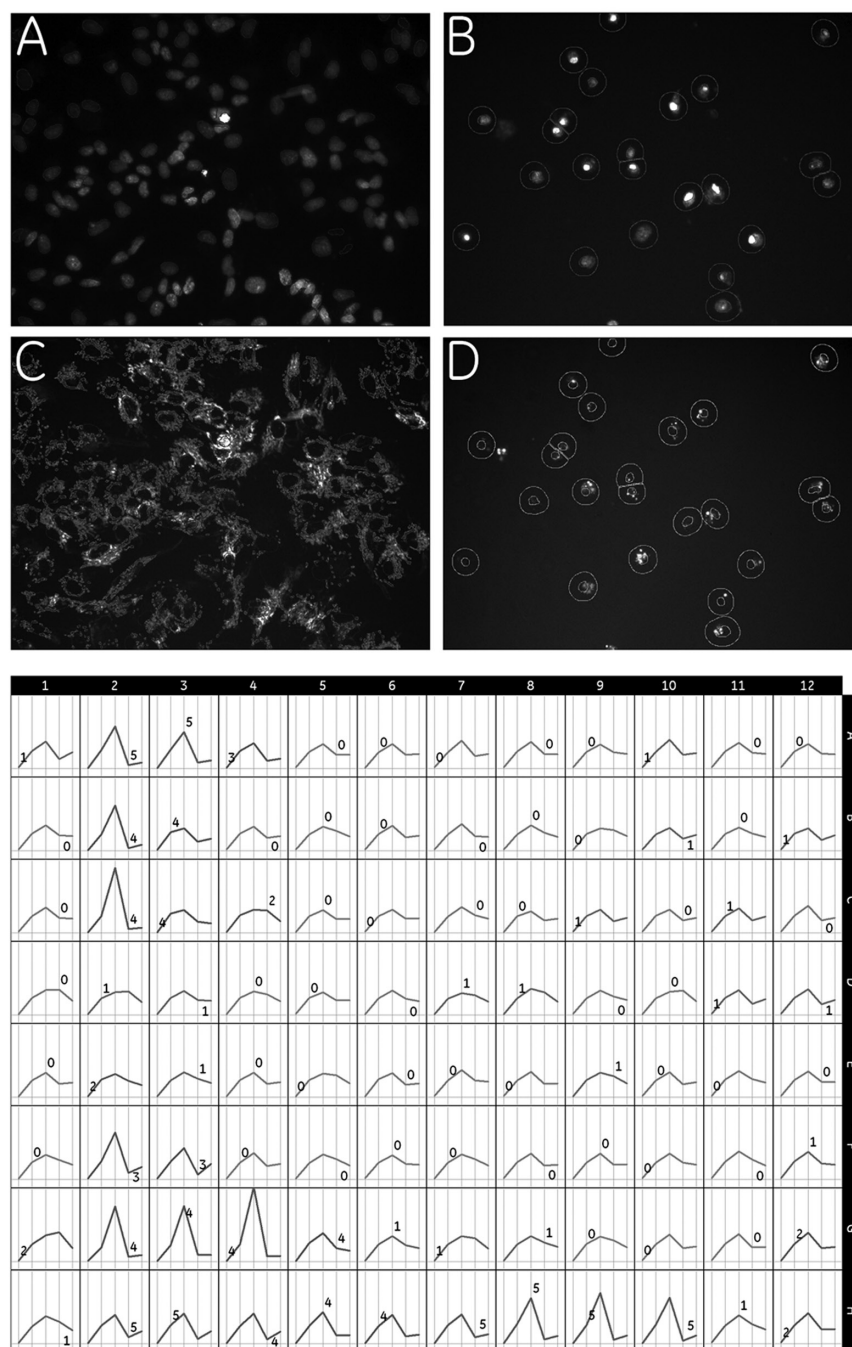 A B
C D
1 2 3 4 5 6 7 8 9 10 11 12
1 5 5 3 0 0 0 0 0 1 0 0 A
0 4 4 0 0 0 0 0 0 1 0 1 B
0 4 4 2 0 0 0 0 1 0 1 0 C
0 1 1 0 0 0 1 1 0 0 1 1 D
0 2 1 0 0 0 0 0 1 0 0 0 E
0 3 3 0 0 0 0 0 0 0 0 1 F
2 4 4 4 4 1 1 1 0 0 0 2 G
1 5 5 4 4 4 5 5 5 5 1 2 H